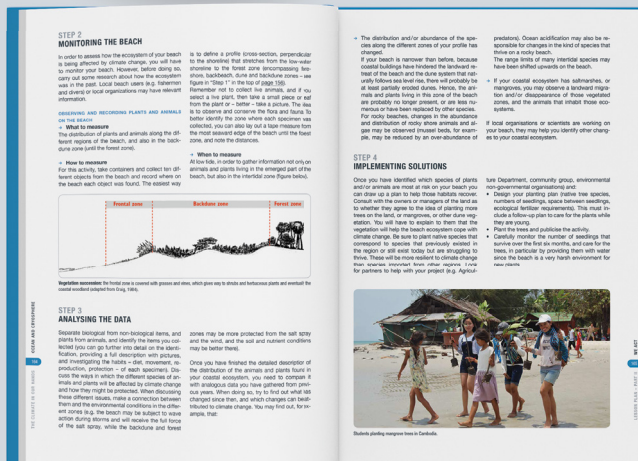 STEP 2
MONITORING THE BEACH
In order to assess how the ecosystem of your beach
is being affected by climate change, you will have
to monitor your beach. However, before doing so,
carry out some research about how the ecosystem
was in the past. Local beach users (e.g. fishermen
and divers) or local organisations may have relevant
information.
OBSERVING AND RECORDING PLANTS AND ANIMALS
ON THE BEACH
What to measure
The distribution of plants and animals along the dif-
ferent regions of the beach, and also in the back-
dune zone (until the forest zone).
How to measure
For this activity, take containers and collect ten dif-
ferent objects from the beach and record where on
the beach each object was found. The easiest way
is to define a profile (cross-section, perpendicular
to the shoreline) that stretches from the low-water
shoreline to the forest zone (encompassing fore-
shore, backbeach, dune and backdune zones – see
figure in "Step 1" in the top of page 156).
Remember not to collect live animals, and if you
select a live plant, then take a small piece or leaf
from the plant or – better – take a picture. The idea
is to observe and conserve the flora and fauna. To
better identify the zone where each specimen was
collected, you can also lay out a tape measure from
the most seaward edge of the beach until the forest
zone, and note the distances.
When to measure
At low tide, in order to gather information not only on
animals and plants living in the emerged part of the
beach, but also in the intertidal zone (figure below).
Frontal zone
Backdune zone
Forest zone
Vegetation succession: the frontal zone is covered with grasses and vines, which gives way to shrubs and herbaceous plants and eventually the
coastal woodland (adapted from Craig, 1984).
STEP 3
ANALYSING THE DATA
Separate biological from non-biological items, and
plants from animals, and identify the items you col-
lected (you can go further into detail on the identi-
fication, providing a full description with pictures,
and investigating the habits – diet, movement, re-
production, protection – of each specimen). Dis-
cuss the ways in which the different species of an-
imals and plants will be affected by climate change
and how they might be protected. When discussing
these different issues, make a connection between
them and the environmental conditions in the differ-
ent zones (e.g. the beach may be subject to wave
action during storms and will receive the full force
of the salt spray, while the backdune and forest
zones may be more protected from the salt spray
and the wind, and the soil and nutrient conditions
may be better there).
Once you have finished the detailed description of
the distribution of the animals and plants found in
your coastal ecosystem, you need to compare it
with analogous data you have gathered from previ-
ous years. When doing so, try to find out what has
changed since then, and which changes can be at-
tributed to climate change. You may find out, for ex-
ample, that:
OCEAN AND CRYOSPHERE
THE CLIMATE IN OUR HANDS
The distribution and/or abundance of the spe-
cies along the different zones of your profile has
changed.
If your beach is narrower than before, because
coastal buildings have hindered the landward re-
treat of the beach and the dune system that nat-
urally follows sea level rise, there will probably be
at least partially eroded dunes. Hence, the ani-
mals and plants living in this zone of the beach
are probably no longer present, or are less nu-
merous or have been replaced by other species.
For rocky beaches, changes in the abundance
and distribution of rocky shore animals and al-
gae may be observed (mussel beds, for exam-
ple, may be reduced by an over-abundance of
predators). Ocean acidification may also be re-
sponsible for changes in the kind of species that
thrive on a rocky beach.
The range limits of many intertidal species may
have been shifted upwards on the beach.
If your coastal ecosystem has saltmarshes, or
mangroves, you may observe a landward migra-
tion and/or disappearance of those vegetated
zones, and the animals that inhabit those eco-
systems.
If local organisations or scientists are working on
your beach, they may help you identify other chang-
es to your coastal ecosystem.
STEP 4
IMPLEMENTING SOLUTIONS
Once you have identified which species of plants
and/or animals are most at risk on your beach you
can draw up a plan to help those habitats recover.
Consult with the owners or managers of the land as
to whether they agree to the idea of planting more
trees on the land, or mangroves, or other dune veg-
etation. You will have to explain to them that the
vegetation will help the beach ecosystem cope with
climate change. Be sure to plant native species that
correspond to species that previously existed in
the region or still exist today but are struggling to
thrive. These will be more resilient to climate change
than species imported from other regions. Look
for partners to help with your project (e.g. Agricul-
ture Department, community group, environmental
non-governmental organisations) and:
• Design your planting plan (native tree species,
numbers of seedlings, space between seedlings,
ecological fertilizer requirements). This must in-
clude a follow-up plan to care for the plants while
they are young.
• Plant the trees and publicise the activity.
• Carefully monitor the number of seedlings that
survive over the first six months, and care for the
trees, in particular by providing them with water
since the beach is a very harsh environment for
new plants.
Students planting mangrove trees in Cambodia.
WE ACT
LESSON PLAN – PART II